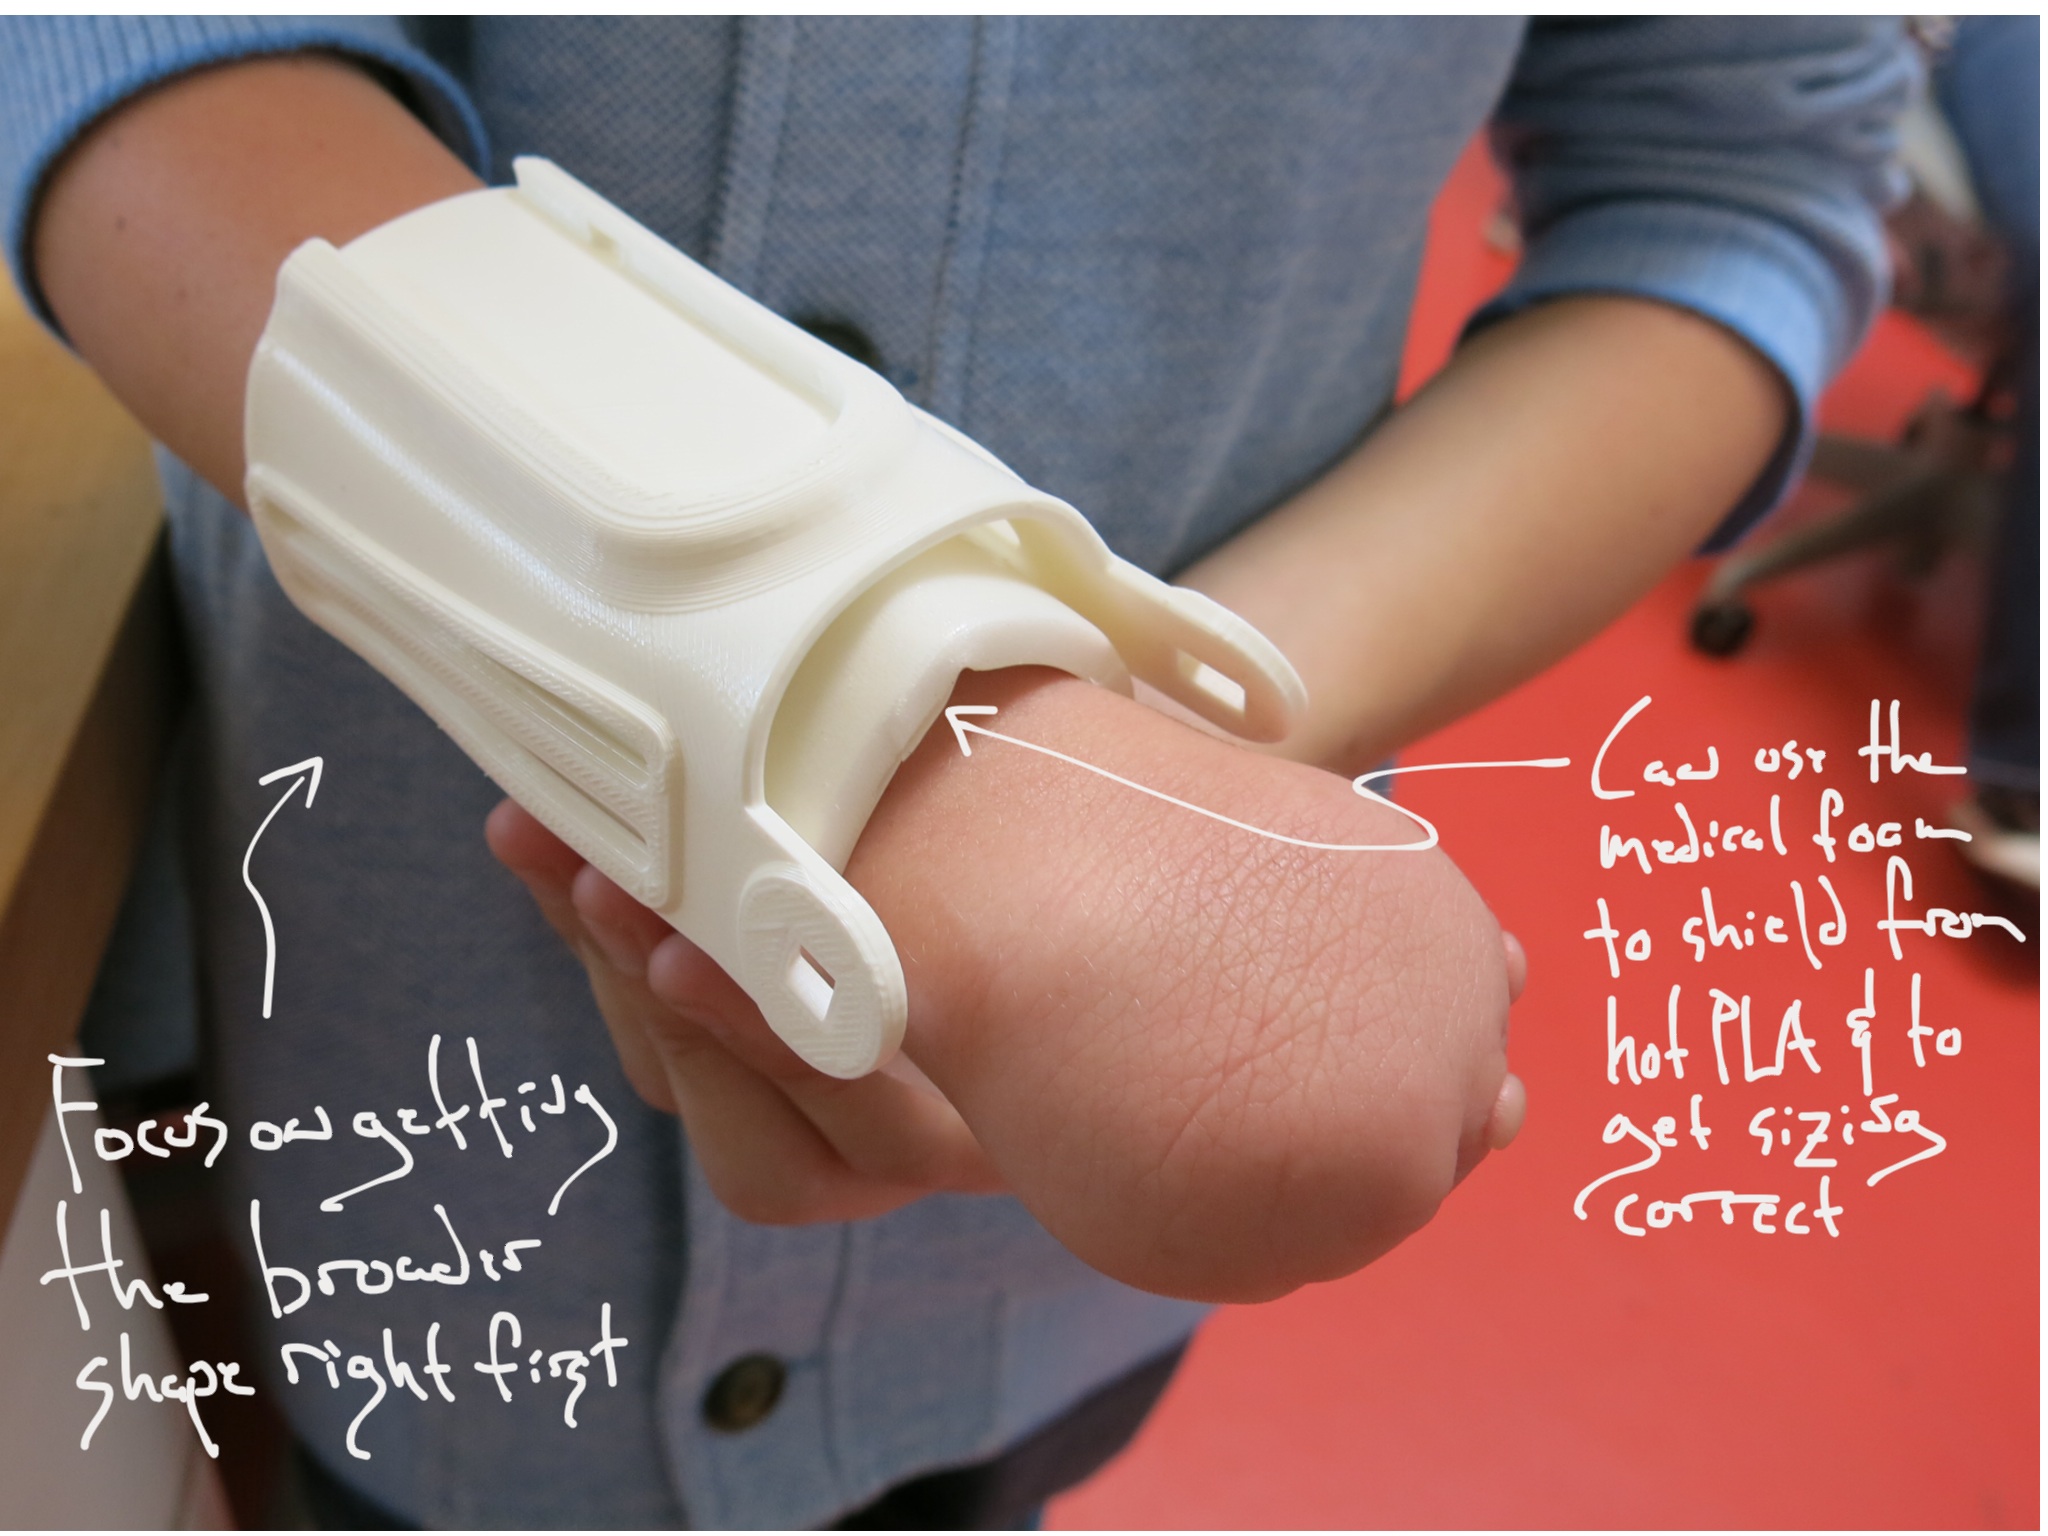 Focus on getting
the broader
shape right first
Can use the
medical foam
to shield from
hot PLA & to
get sizing
correct